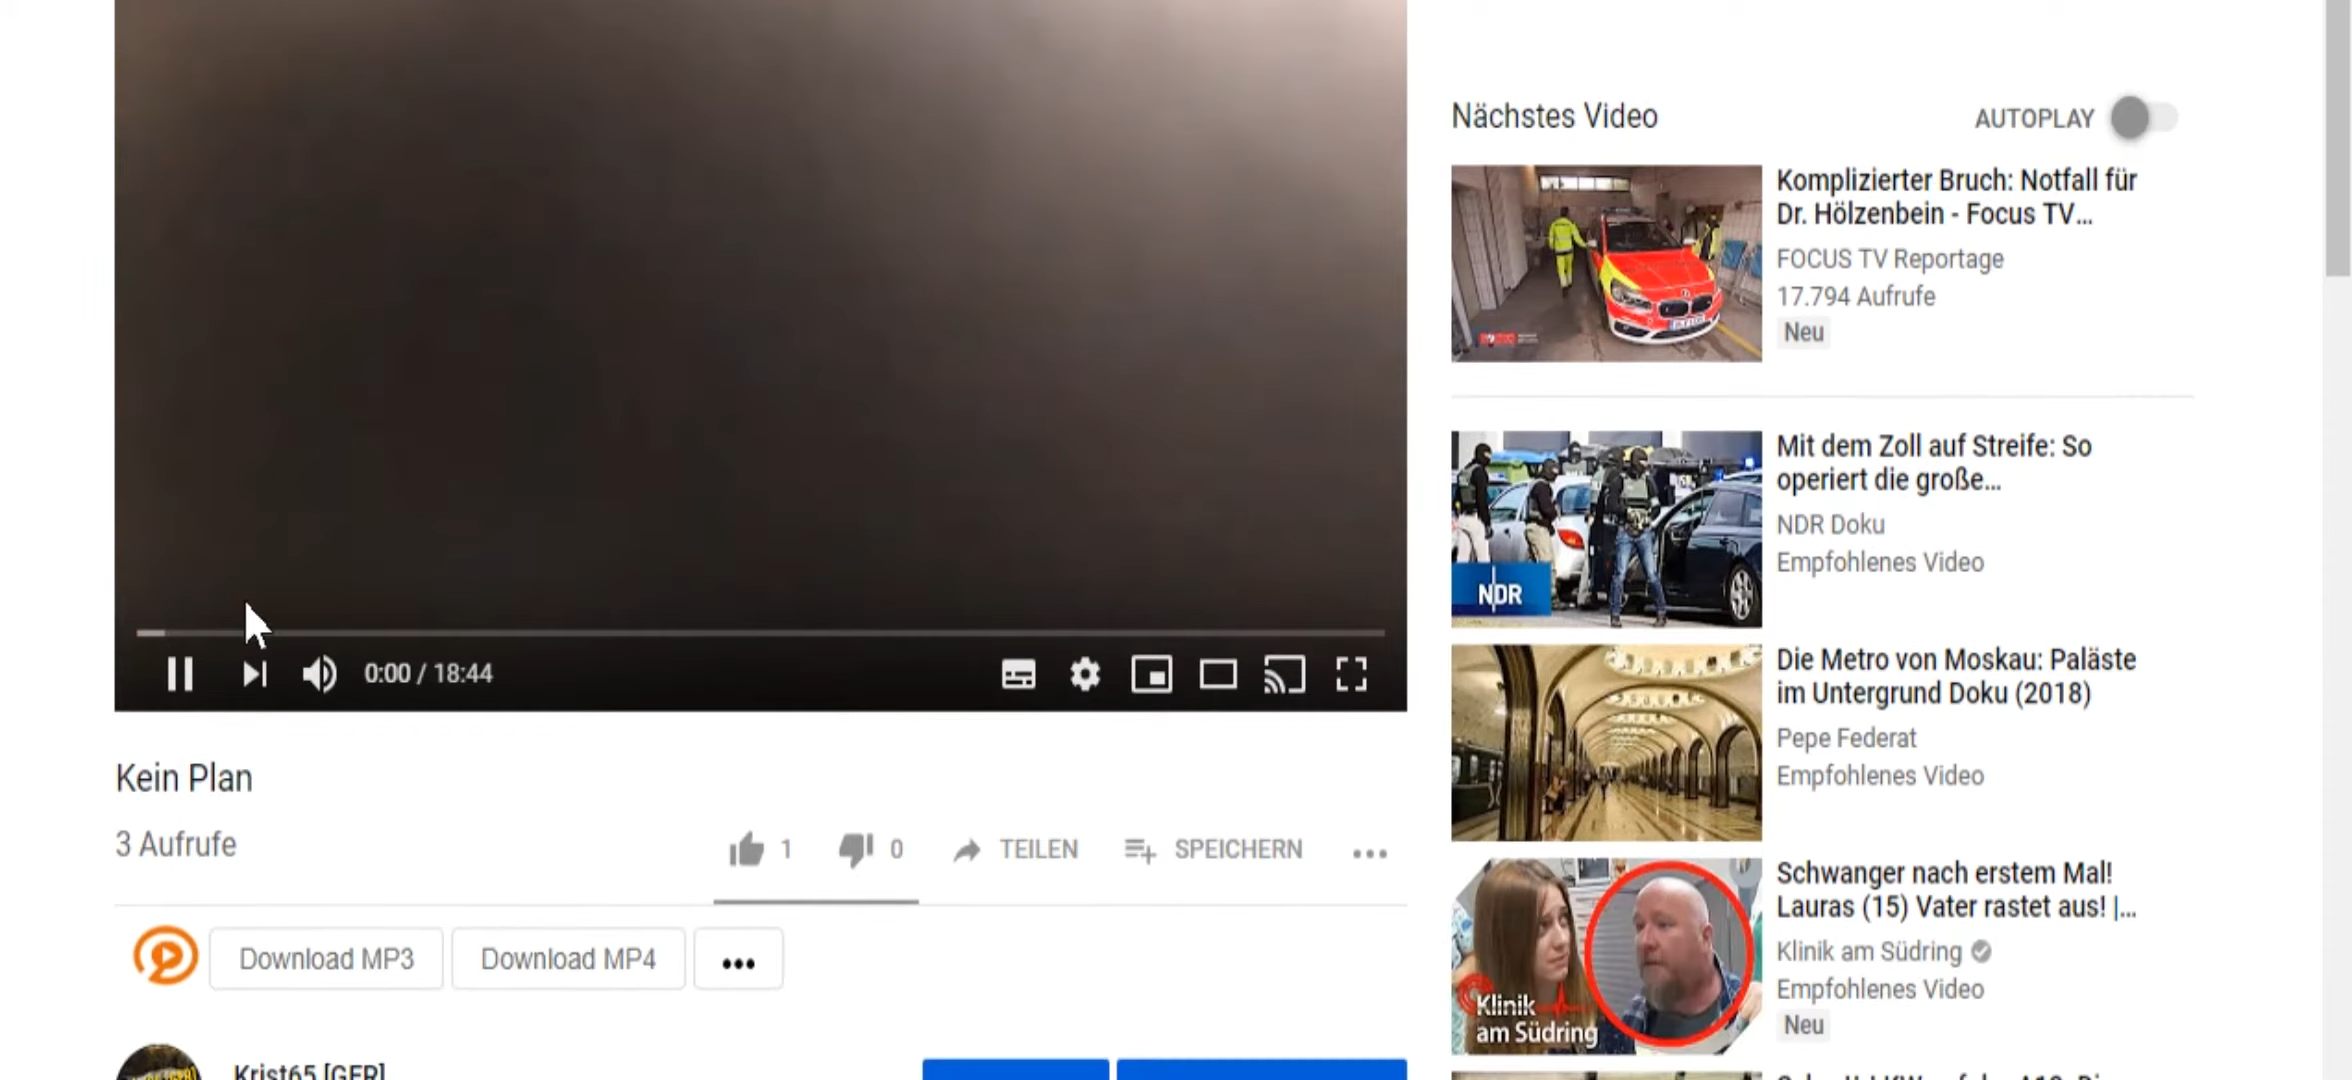 Nächstes Video
AUTOPLAY
Komplizierter Bruch: Notfall für
Dr. Hölzenbein - Focus TV...
FOCUS TV Reportage
17.794 Aufrufe
Neu
Mit dem Zoll auf Streife: So
operiert die große...
NDR Doku
Empfohlenes Video
NDR
Die Metro von Moskau: Paläste
im Untergrund Doku (2018)
Pepe Federat
Empfohlenes Video
Schwanger nach erstem Mal!
Lauras (15) Vater rastet aus! |...
Klinik am Südring
Empfohlenes Video
Neu
Klinik
am Südring
0:00 / 18:44
Kein Plan
3 Aufrufe
1
0
TEILEN
SPEICHERN
Download MP3
Download MP4
Krist65 [GER]